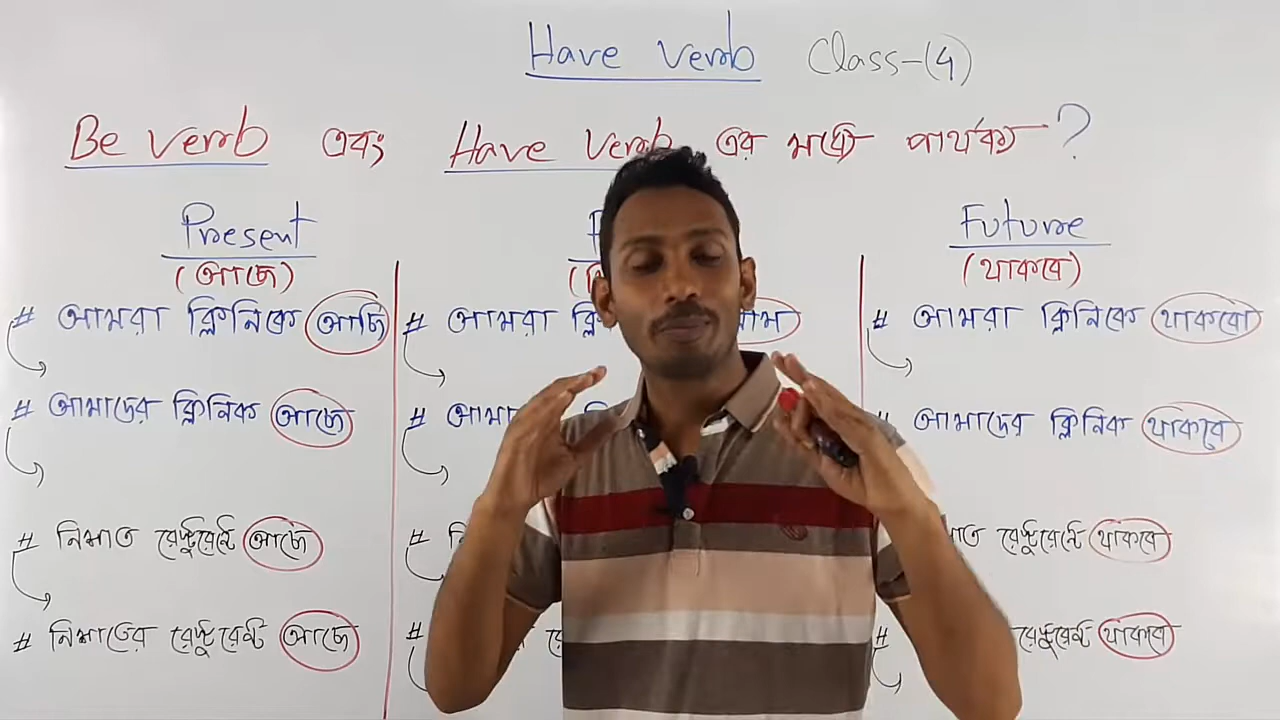 Have verb Class-(4)
Be verb এবং Have verb এর মধ্যে পার্থক্য ?
Present
(আছে)
# আমরা ক্লিনিকে আছি
# আমাদের ক্লিনিক আছে
# নিশাত রেস্টুরেন্টে আছে
# নিশাতের রেস্টুরেন্ট আছে
# আমরা
#
#
#
Future
(থাকবে)
# আমরা ক্লিনিকে থাকবো
# আমাদের ক্লিনিক থাকবে
রেস্টুরেন্টে থাকবে
# রেস্টুরেন্ট থাকবে